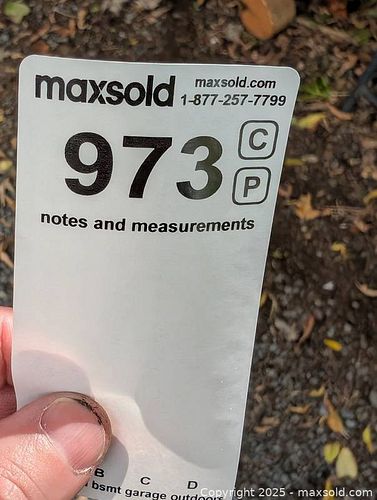 maxsold
maxsold.com
1-877-257-7799
973
C
P
notes and measurements
B C D
bsmt garage outdoors
Copyright 2025 - maxsold.com